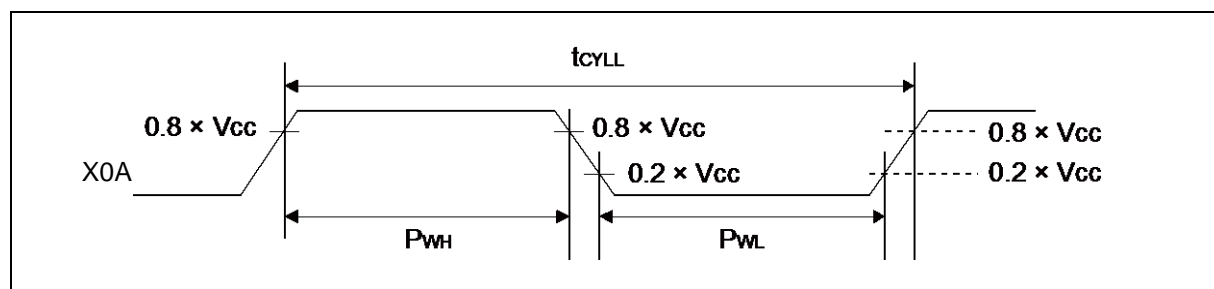 tCYLL
0.8 × Vcc
0.8 × Vcc
0.8 × Vcc
X0A
0.2 × Vcc
0.2 × Vcc
PWH
PWL